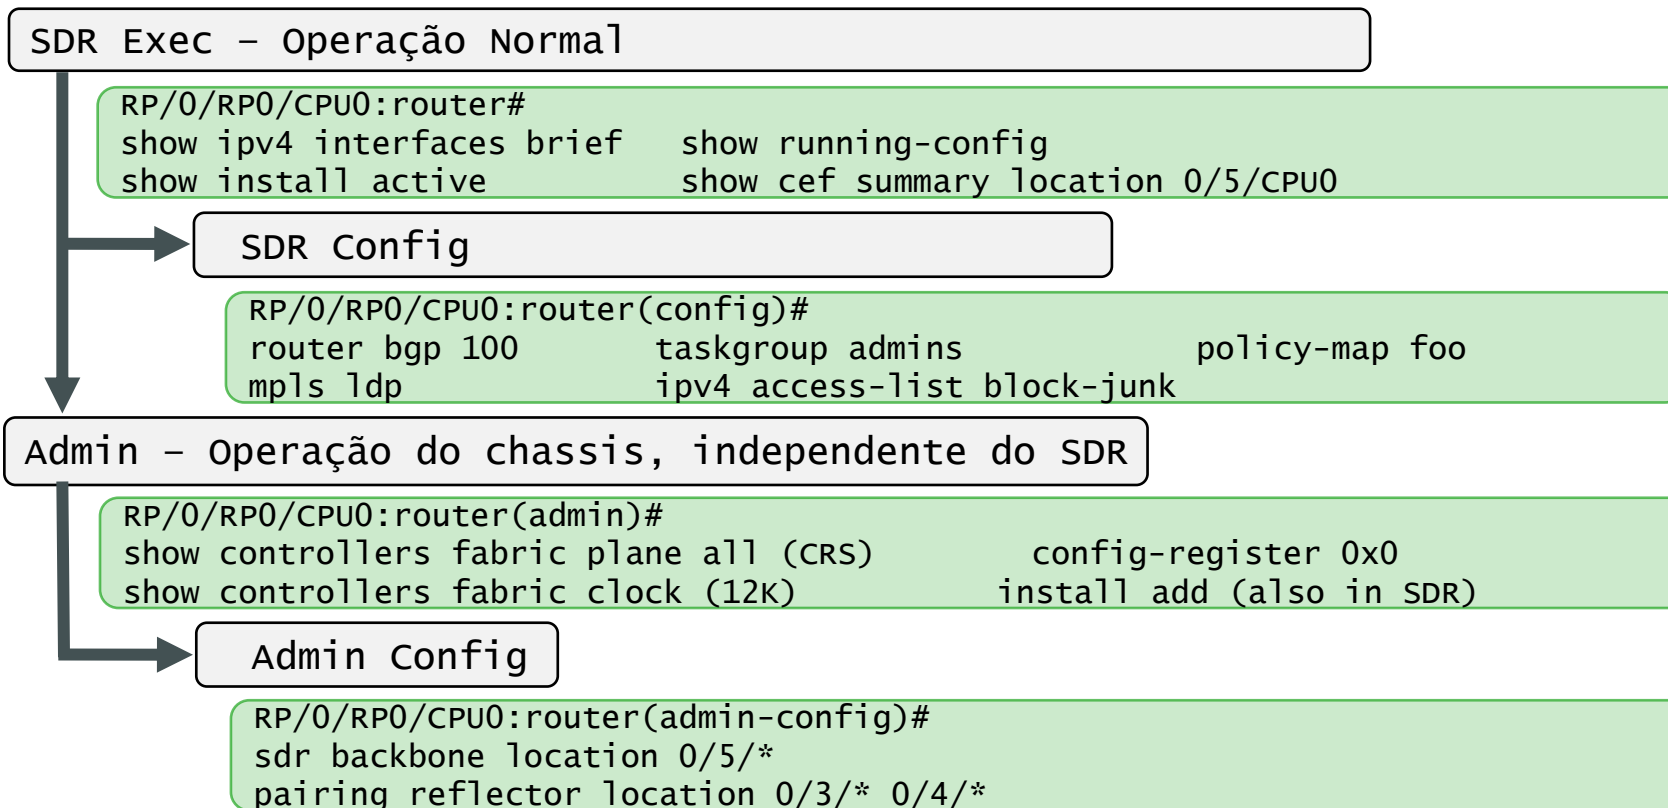 SDR Exec – Operação Normal
RP/0/RP0/CPU0:router#
show ipv4 interfaces brief show running-config
show install active show cef summary location 0/5/CPU0
SDR Config
RP/0/RP0/CPU0:router(config)#
router bgp 100 taskgroup admins policy-map foo
mpls ldp ipv4 access-list block-junk
Admin – Operação do chassis, independente do SDR
RP/0/RP0/CPU0:router(admin)#
show controllers fabric plane all (CRS) config-register 0x0
show controllers fabric clock (12K) install add (also in SDR)
Admin Config
RP/0/RP0/CPU0:router(admin-config)#
sdr backbone location 0/5/*
pairing reflector location 0/3/* 0/4/*